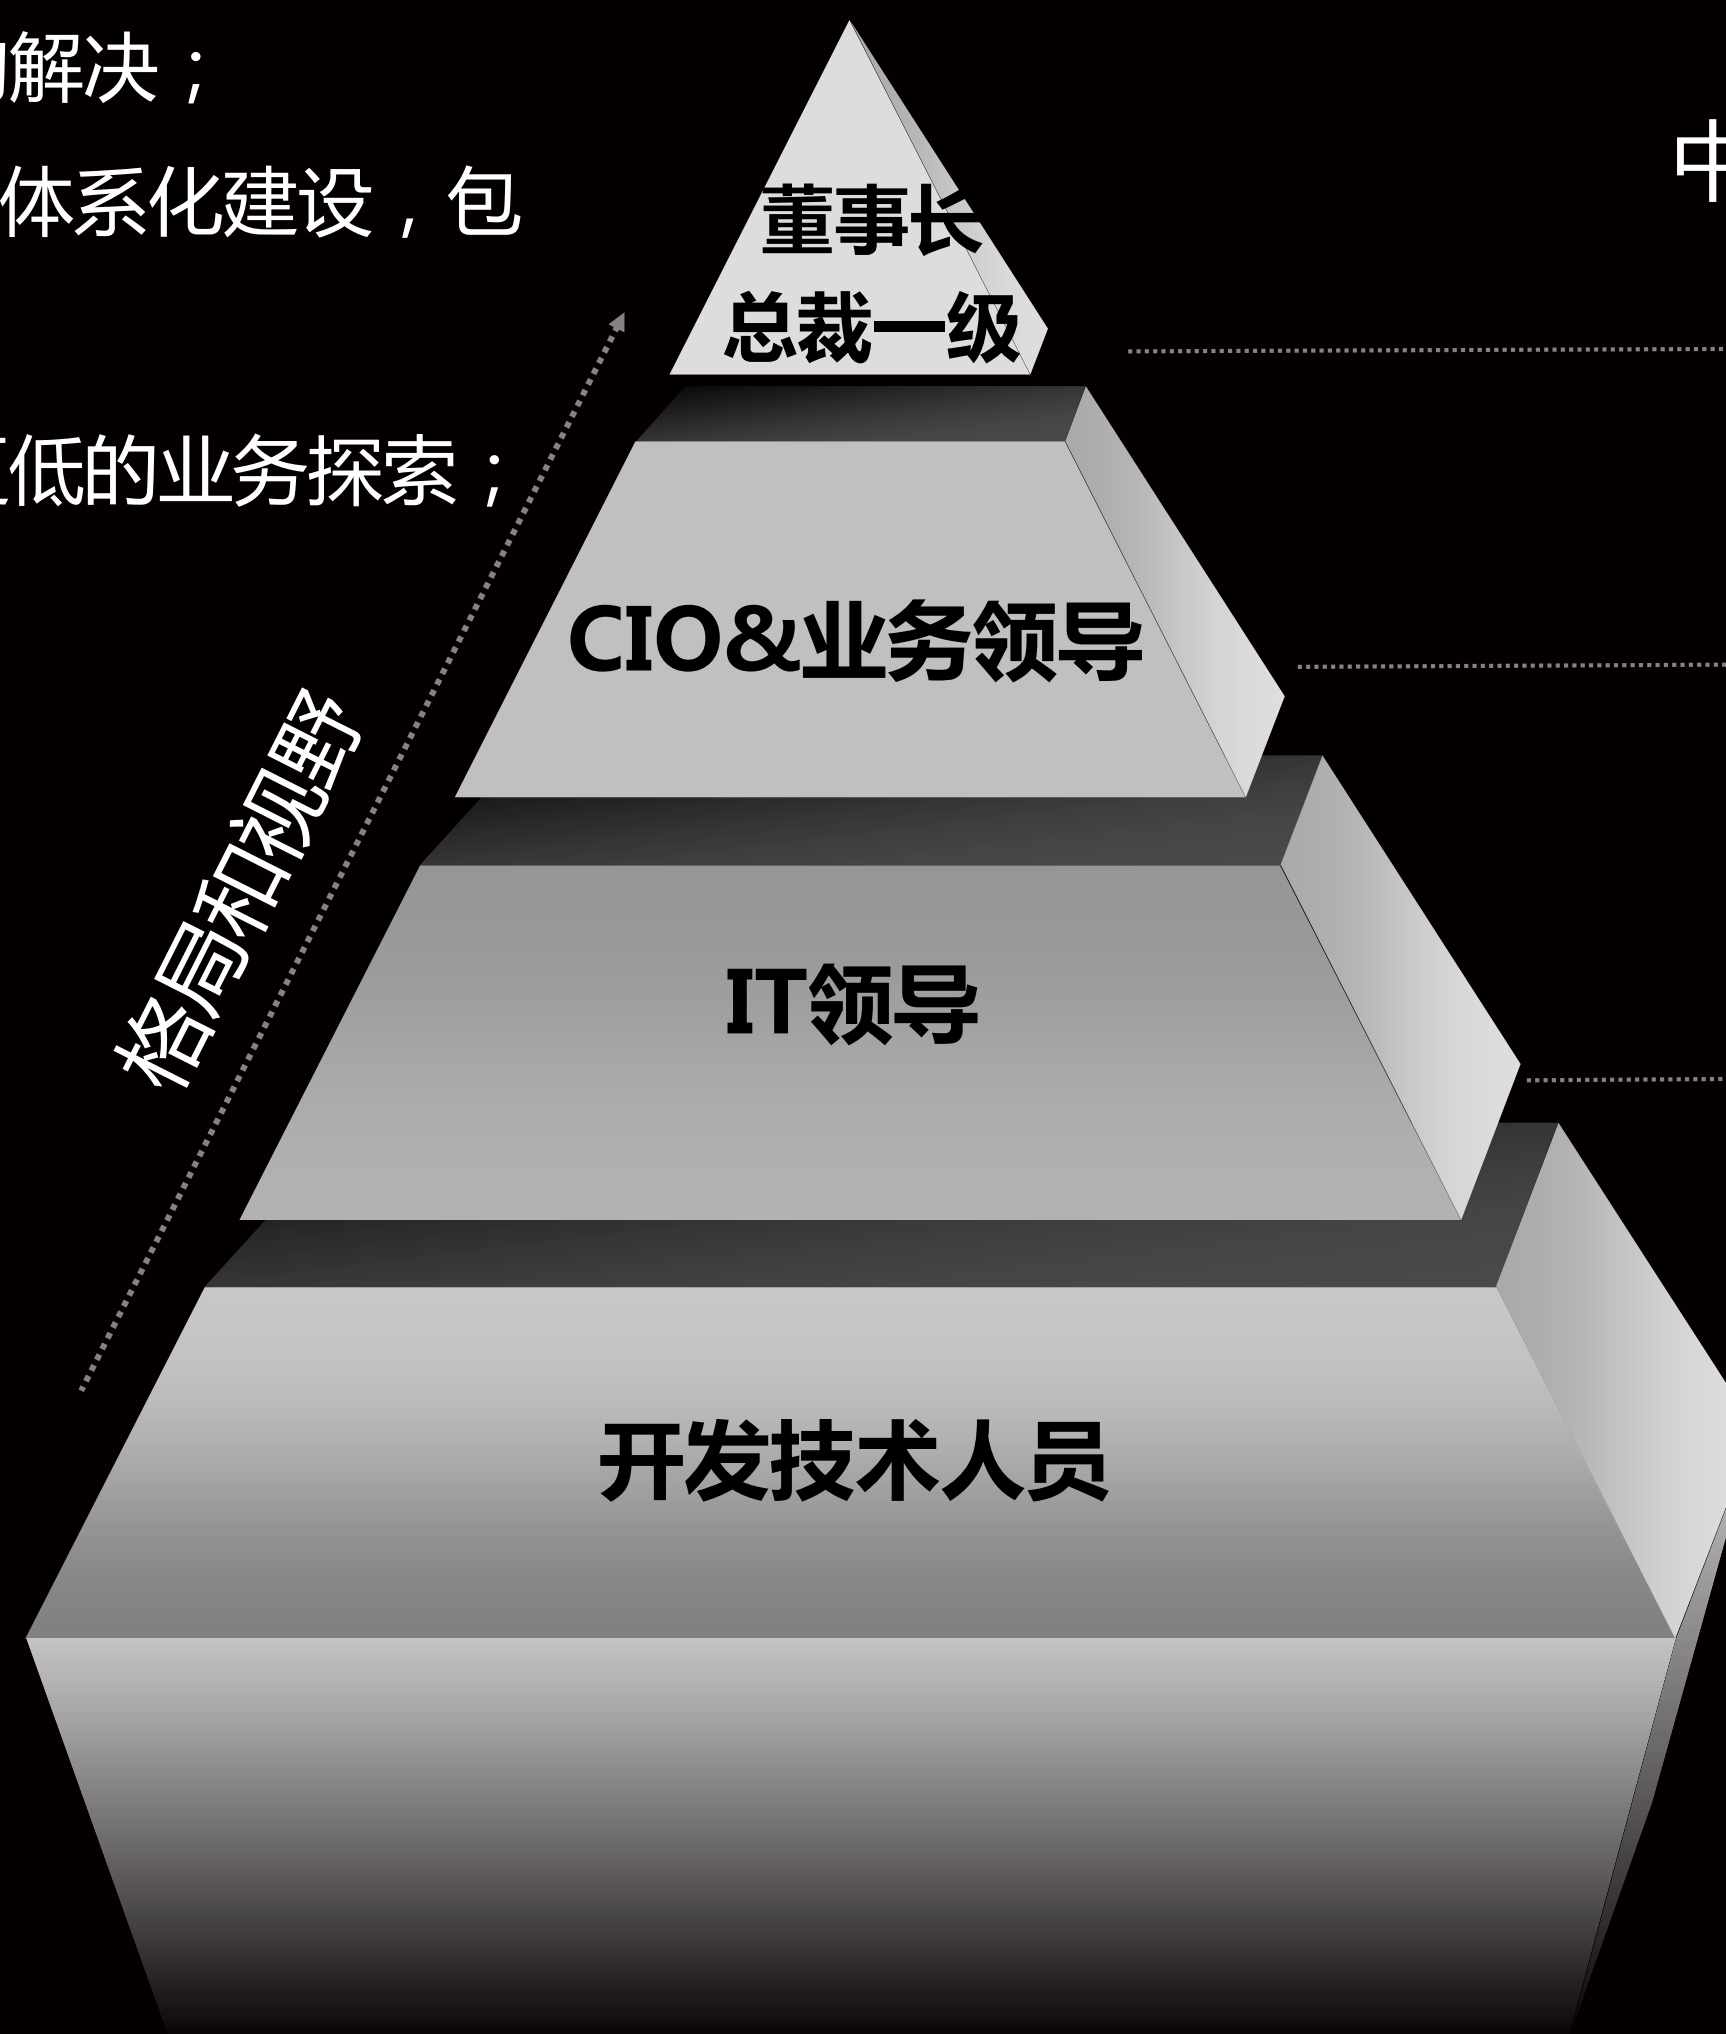 解决；
体系化建设，包
低的业务探索；
中
董事长
总裁一级
CIO&业务领导
格局和视野
IT领导
开发技术人员